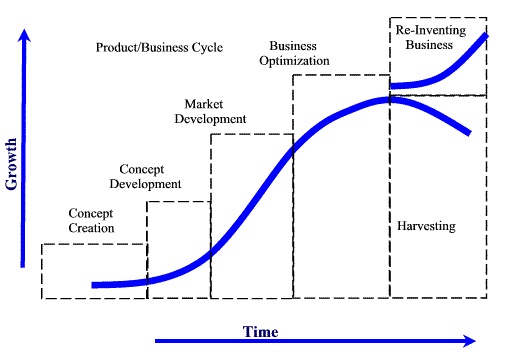 Re-Inventing
Business
Product/Business Cycle
Business
Optimization
Market
Development
Concept
Development
Concept
Creation
Harvesting
Growth
Time